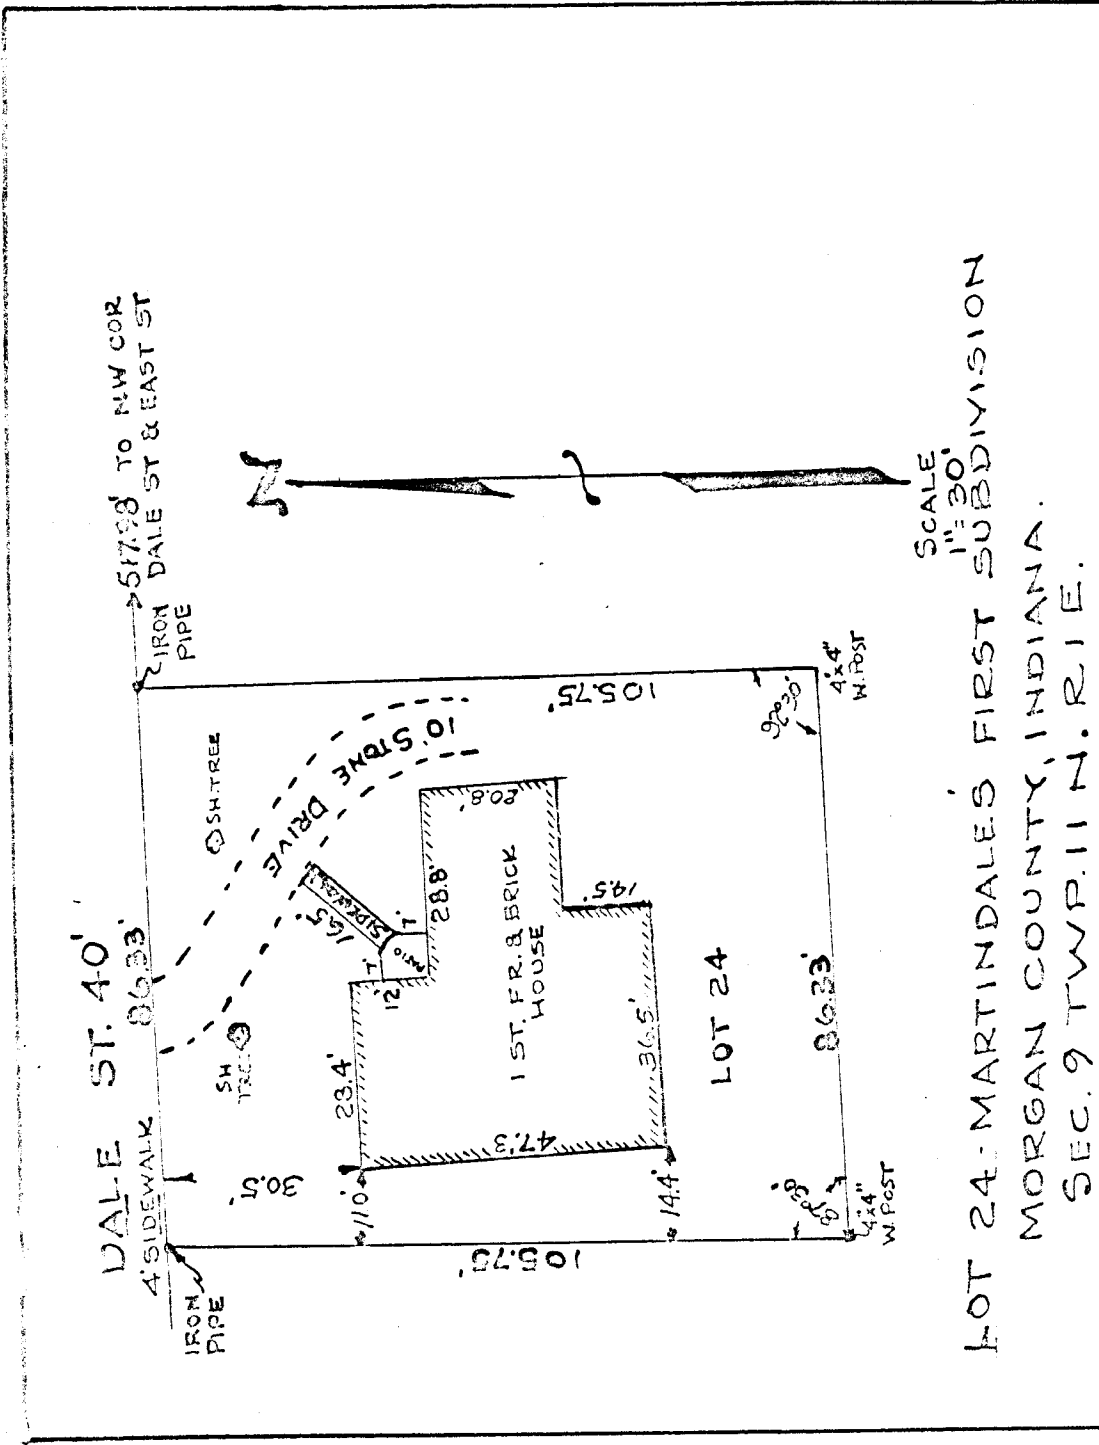 DALE ST. 40'
4' SIDEWALK
86.33'
517.98' TO NW COR
DALE ST & EAST ST
IRON
PIPE
IRON
PIPE
SH
TREE
SH.TREE
10' STONE DRIVE
SIDEWALK
16.5'
30.5'
110'
23.4'
12'
7'
7'
PATIO
28.8'
20.8'
1 ST. FR. & BRICK
HOUSE
47'3
14.5'
36.5'
14.4'
105.75'
105.75'
LOT 24
86.33'
92°30'
4"x4"
W. POST
4"x4"
W. POST
N
SCALE
1"=30'
LOT 24-MARTINDALE'S FIRST SUBDIVISION
MORGAN COUNTY, INDIANA.
SEC. 9 TWP. 11 N. R 1 E.